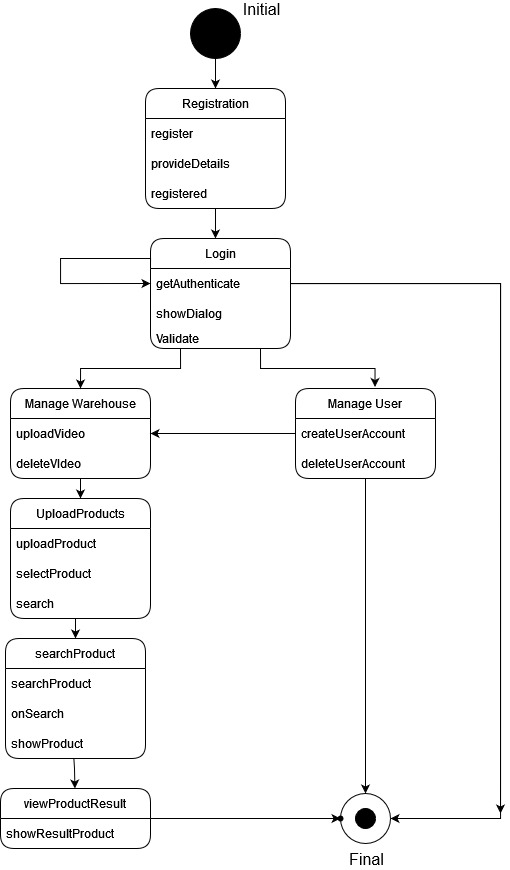 Initial
Registration
register
provideDetails
registered
Login
getAuthenticate
showDialog
Validate
Manage Warehouse
uploadVideo
deleteVIdeo
Manage User
createUserAccount
deleteUserAccount
UploadProducts
uploadProduct
selectProduct
search
searchProduct
searchProduct
onSearch
showProduct
viewProductResult
showResultProduct
Final